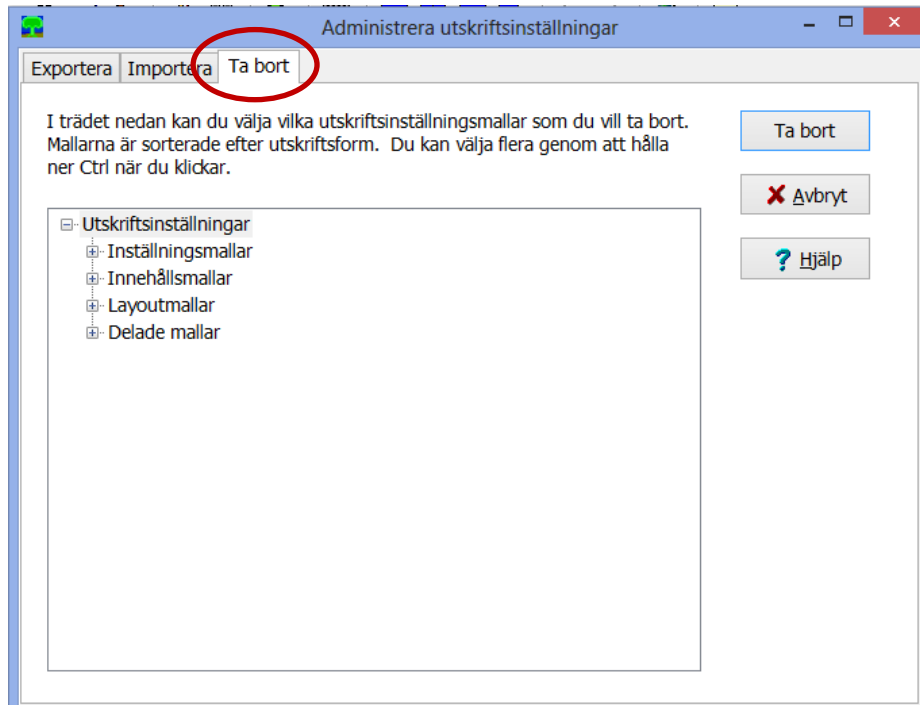 Administrera utskriftsinställningar
Exportera Importera Ta bort
I trädet nedan kan du välja vilka utskriftsinställningsmallar som du vill ta bort.
Mallarna är sorterade efter utskriftsform. Du kan välja flera genom att hålla
ner Ctrl när du klickar.
Ta bort
Avbryt
? Hjälp
Utskriftsinställningar
Inställningsmallar
Innehållsmallar
Layoutmallar
Delade mallar